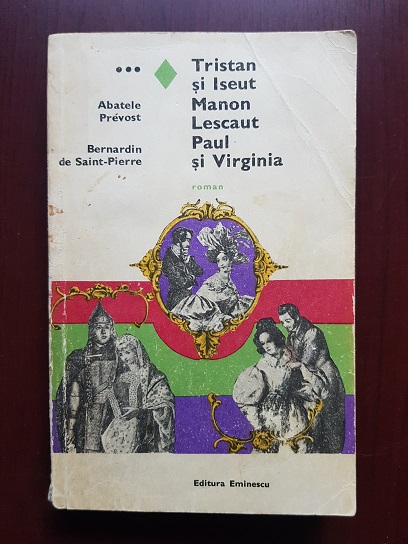 •••
Abatele
Prévost
Bernardin
de Saint-Pierre
Tristan
și Iseut
Manon
Lescaut
Paul
și Virginia
roman
Editura Eminescu